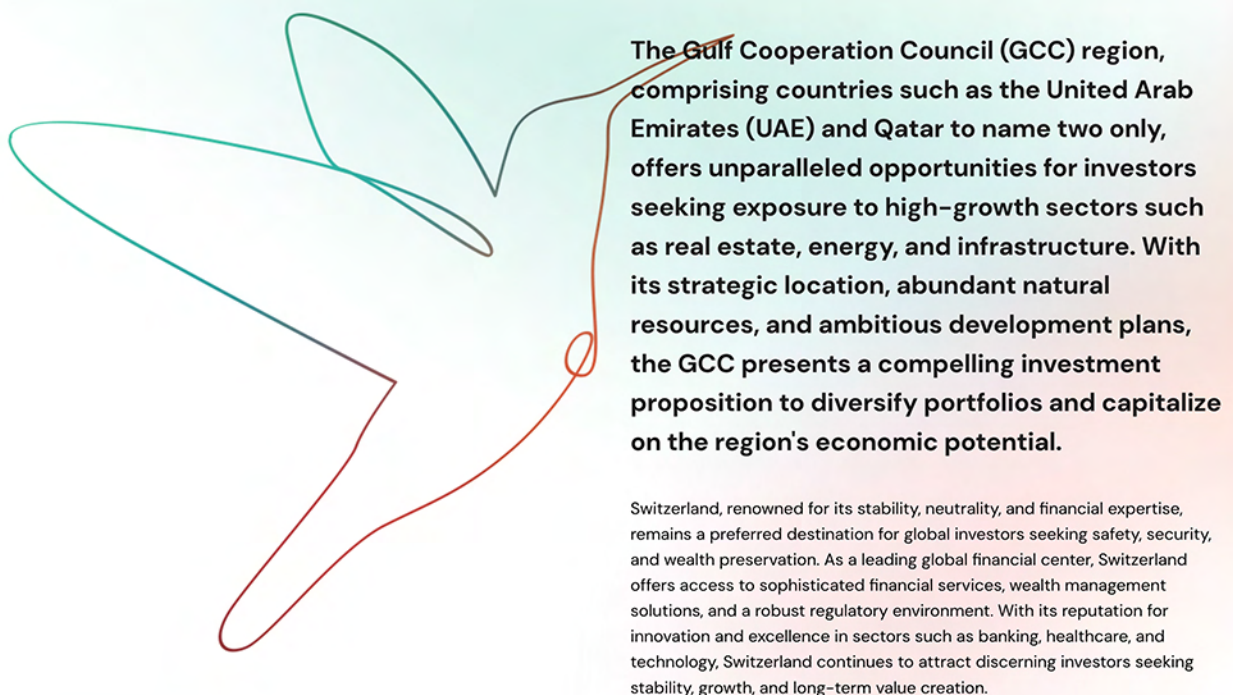 The Gulf Cooperation Council (GCC) region,
comprising countries such as the United Arab
Emirates (UAE) and Qatar to name two only,
offers unparalleled opportunities for investors
seeking exposure to high-growth sectors such
as real estate, energy, and infrastructure. With
its strategic location, abundant natural
resources, and ambitious development plans,
the GCC presents a compelling investment
proposition to diversify portfolios and capitalize
on the region's economic potential.
Switzerland, renowned for its stability, neutrality, and financial expertise,
remains a preferred destination for global investors seeking safety, security,
and wealth preservation. As a leading global financial center, Switzerland
offers access to sophisticated financial services, wealth management
solutions, and a robust regulatory environment. With its reputation for
innovation and excellence in sectors such as banking, healthcare, and
technology, Switzerland continues to attract discerning investors seeking
stability, growth, and long-term value creation.